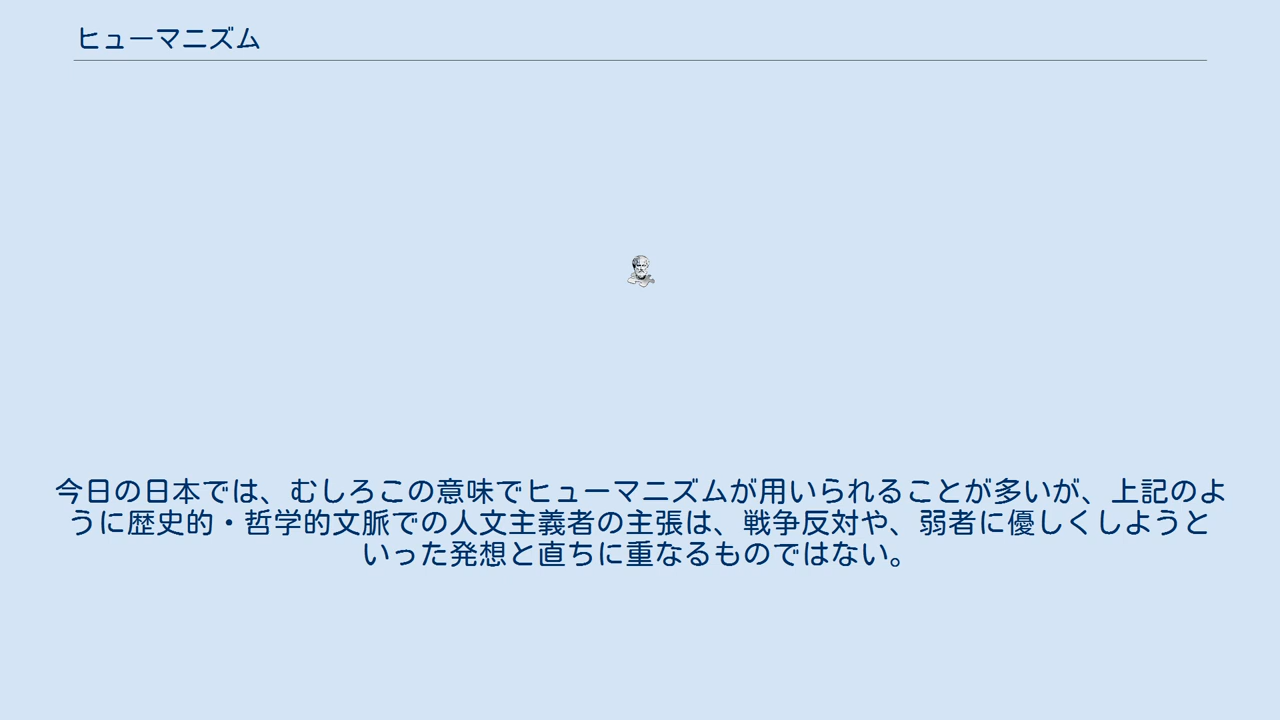 ヒューマニズム
今日の日本では、むしろこの意味でヒューマニズムが用いられることが多いが、上記のよ
うに歴史的・哲学的文脈での人文主義者の主張は、戦争反対や、弱者に優しくしようと
いった発想と直ちに重なるものではない。